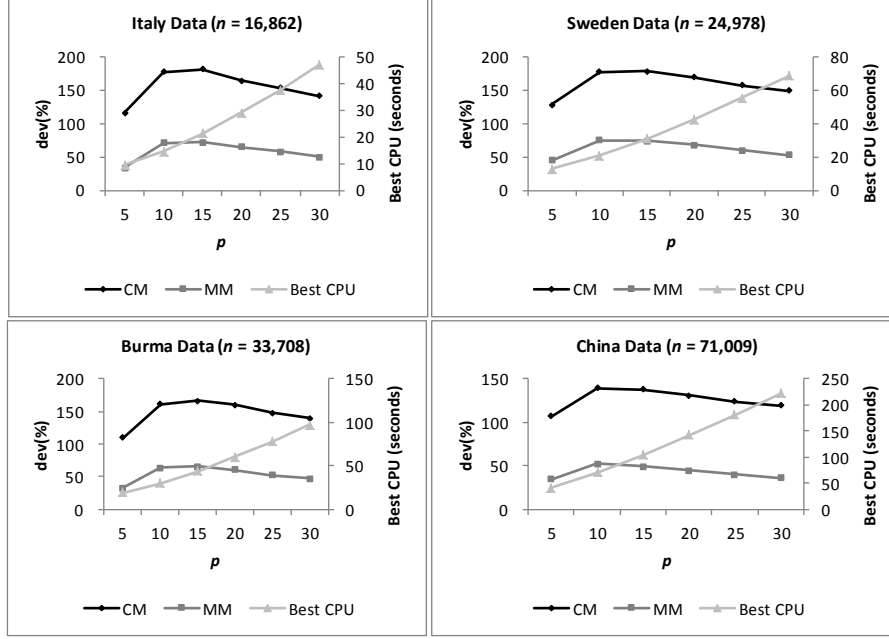 Italy Data (n = 16,862)
200
150
100
50
0
dev(%)
50
40
30
20
10
0
Best CPU (seconds)
5 10 15 20 25 30
p
CM MM Best CPU
Sweden Data (n = 24,978)
200
150
100
50
0
dev(%)
80
60
40
20
0
Best CPU (seconds)
5 10 15 20 25 30
p
CM MM Best CPU
Burma Data (n = 33,708)
200
150
100
50
0
dev(%)
150
100
50
0
Best CPU (seconds)
5 10 15 20 25 30
p
CM MM Best CPU
China Data (n = 71,009)
150
100
50
0
dev(%)
250
200
150
100
50
0
Best CPU (seconds)
5 10 15 20 25 30
p
CM MM Best CPU